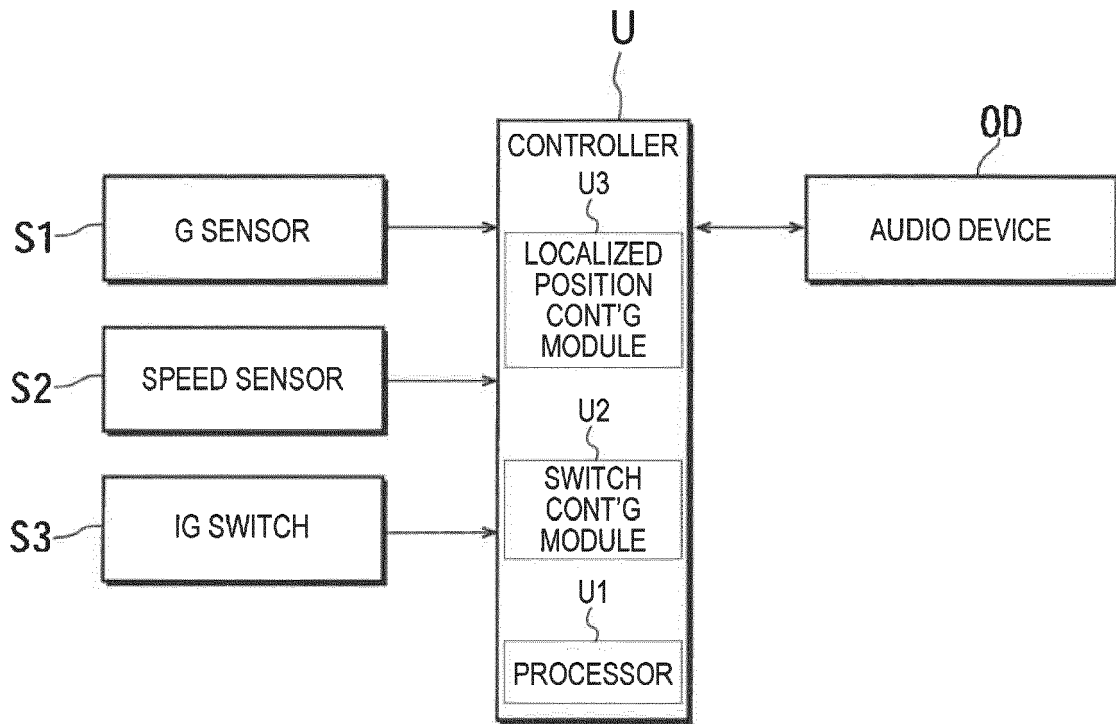 U
CONTROLLER
OD
S1
G SENSOR
U3
LOCALIZED
POSITION
CONT'G
MODULE
AUDIO DEVICE
S2
SPEED SENSOR
U2
SWITCH
CONT'G
MODULE
S3
IG SWITCH
U1
PROCESSOR